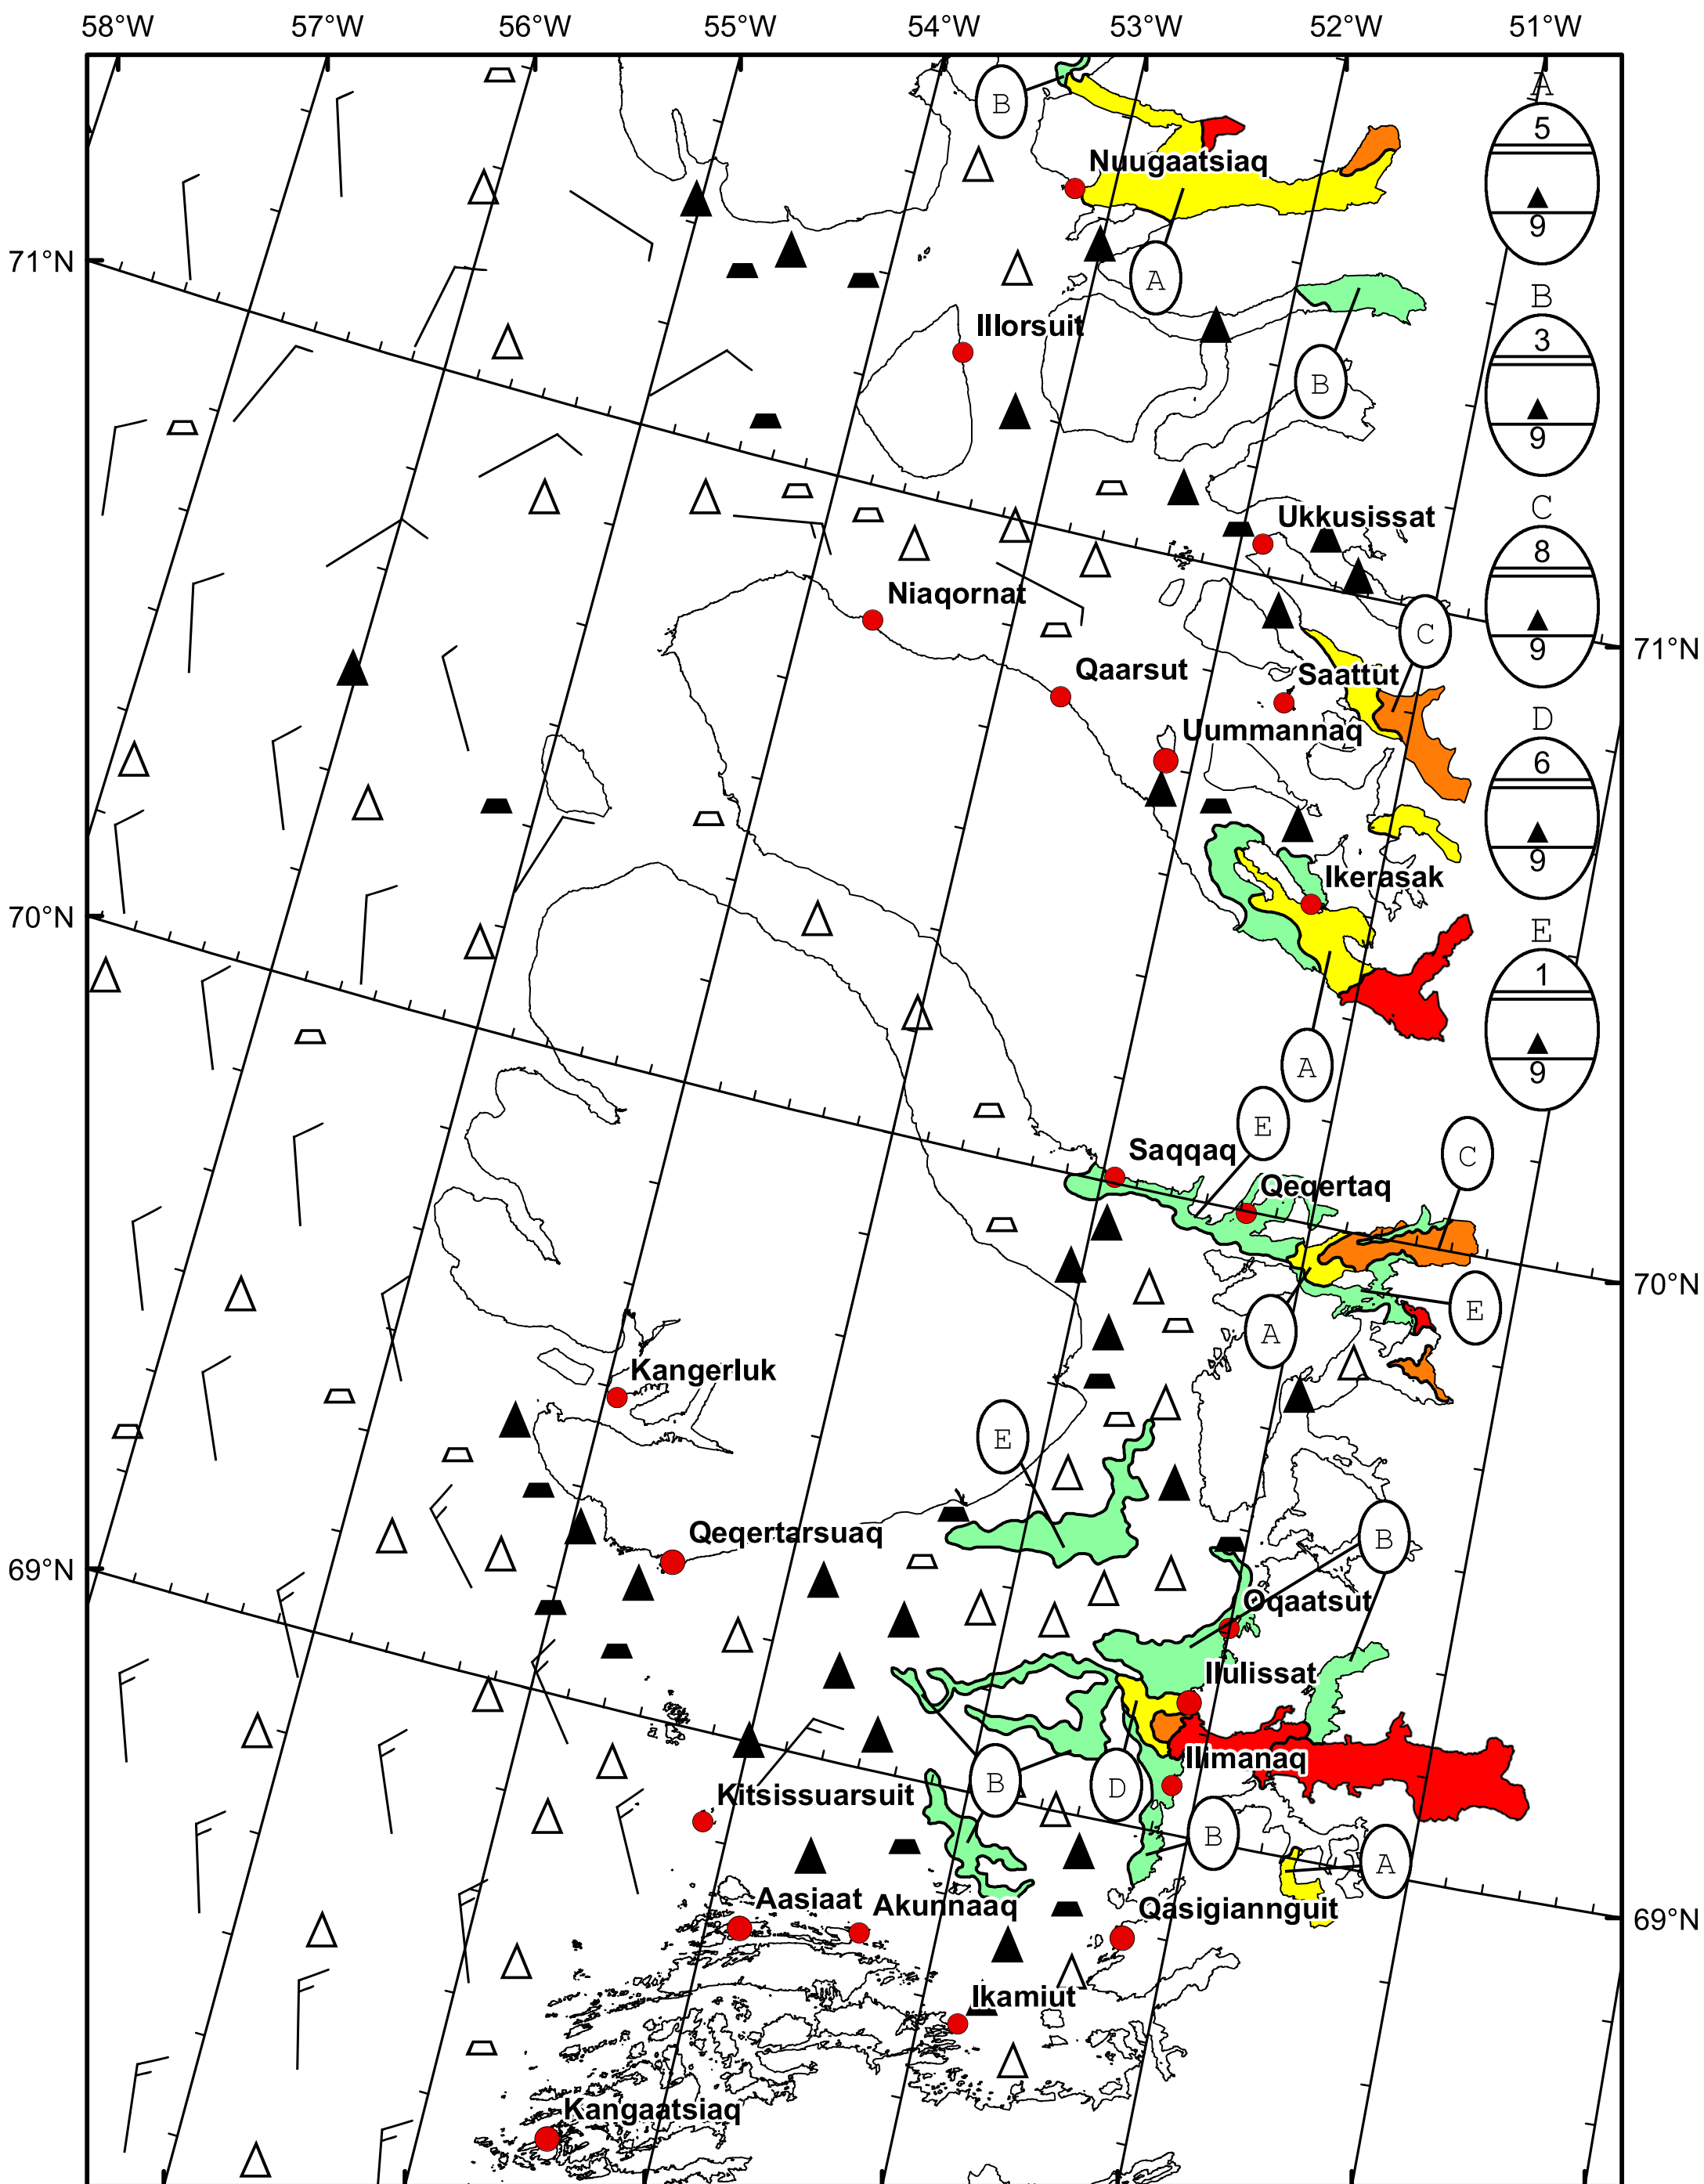 58°W 57°W 56°W 55°W 54°W 53°W 52°W 51°W
A
B
5
Nuugaatsiaq
9
71°N
A
B
Illorsuit
3
B
9
C
Ukkusissat
8
Niaqornat
C
9
71°N
Qaarsut
Saattut
D
Uummannaq
6
9
Ikerasak
70°N
E
1
A
9
E
Saqqaq
C
Qeqertaq
70°N
E
A
Kangerluk
E
Qeqertarsuaq
B
69°N
Oqaatsut
Ilulissat
Ilimanaq
B
D
Kitsissuarsuit
B
A
Aasiaat
Akunnaaq
Qasigiannguit
69°N
Ikamiut
Kangaatsiaq